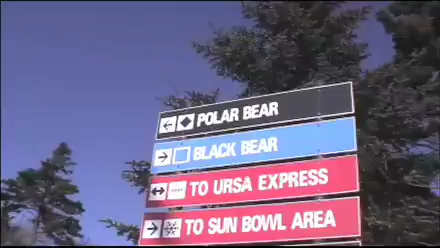 POLAR BEAR
BLACK BEAR
TO URSA EXPRESS
TO SUN BOWL AREA